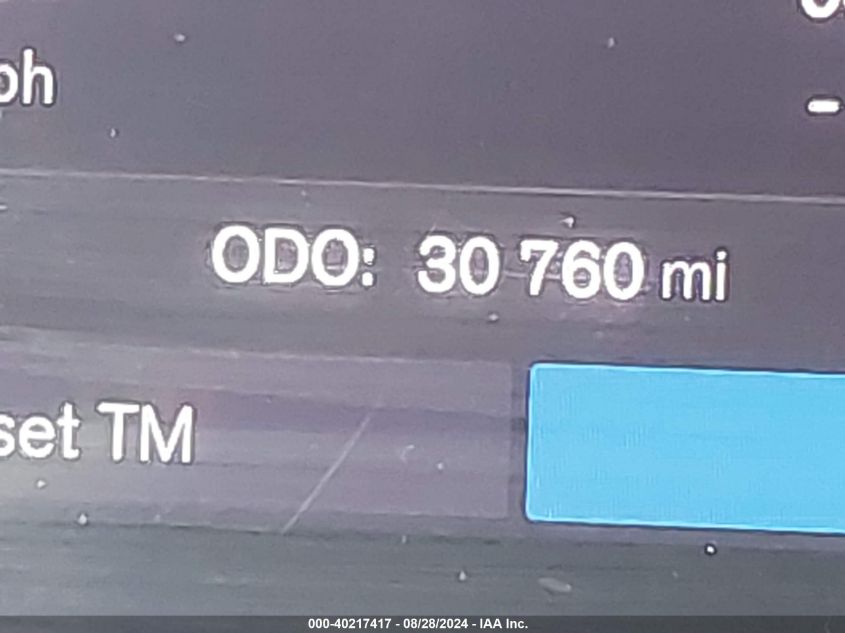 ph
-
ODO: 30 760 mi
set TM
000-40217417 - 08/28/2024 - IAA Inc.